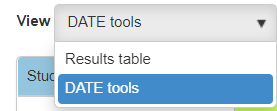 View DATE tools
Results table
Stud
DATE tools